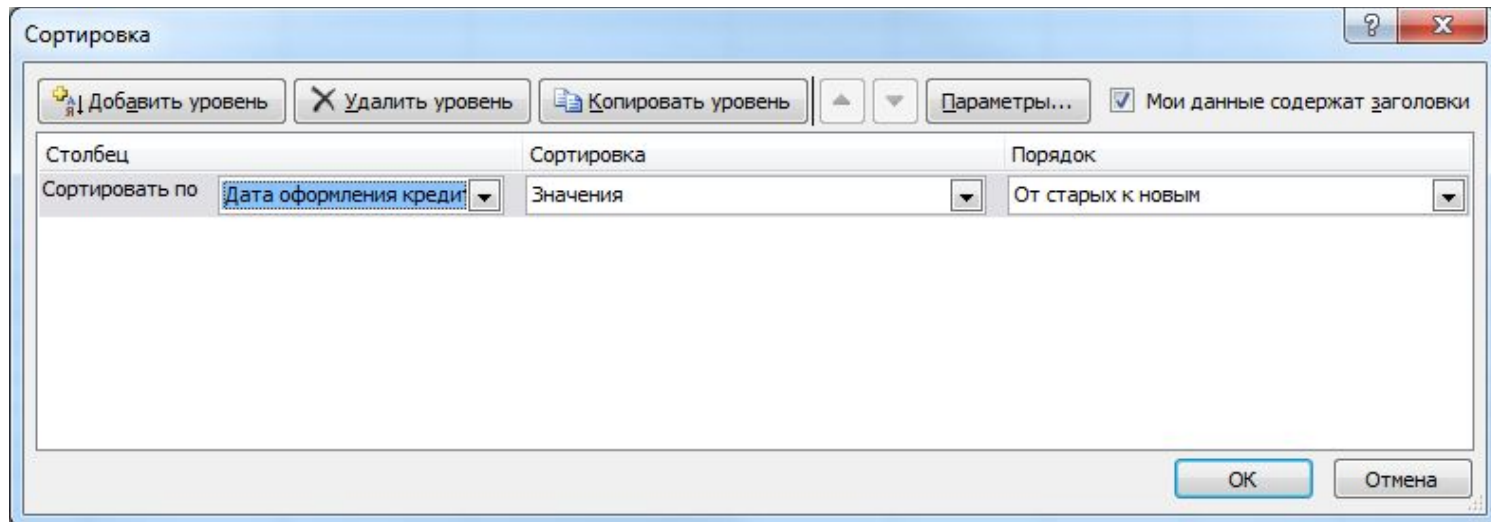 Сортировка
Добавить уровень Удалить уровень Копировать уровень Параметры... Мои данные содержат заголовки
Столбец Сортировка Порядок
Сортировать по Дата оформления креди Значения От старых к новым
ОК Отмена